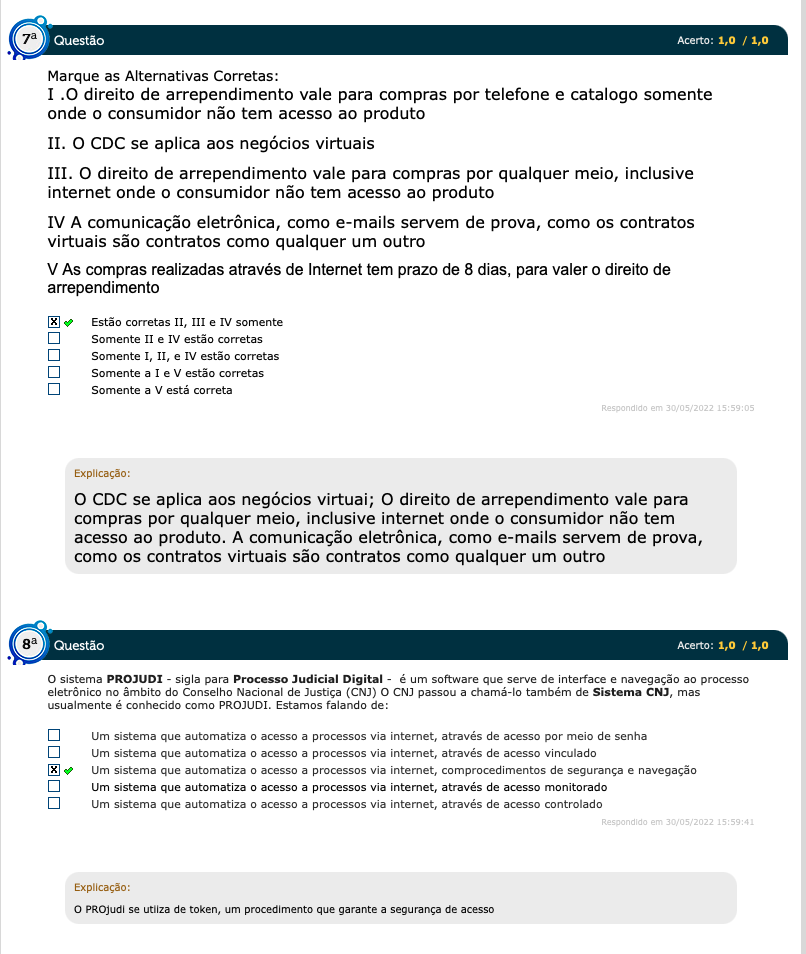 7ª Questão Acerto: 1,0 / 1,0
Marque as Alternativas Corretas:
I .O direito de arrependimento vale para compras por telefone e catalogo somente
onde o consumidor não tem acesso ao produto
II. O CDC se aplica aos negócios virtuais
III. O direito de arrependimento vale para compras por qualquer meio, inclusive
internet onde o consumidor não tem acesso ao produto
IV A comunicação eletrônica, como e-mails servem de prova, como os contratos
virtuais são contratos como qualquer um outro
V As compras realizadas através de Internet tem prazo de 8 dias, para valer o direito de
arrependimento
X Estão corretas II, III e IV somente
Somente II e IV estão corretas
Somente I, II, e IV estão corretas
Somente a I e V estão corretas
Somente a V está correta
Respondido em 30/05/2022 15:59:05
Explicação:
O CDC se aplica aos negócios virtuai; O direito de arrependimento vale para
compras por qualquer meio, inclusive internet onde o consumidor não tem
acesso ao produto. A comunicação eletrônica, como e-mails servem de prova,
como os contratos virtuais são contratos como qualquer um outro
8ª Questão Acerto: 1,0 / 1,0
O sistema PROJUDI - sigla para Processo Judicial Digital - é um software que serve de interface e navegação ao processo
eletrônico no âmbito do Conselho Nacional de Justiça (CNJ) O CNJ passou a chamá-lo também de Sistema CNJ, mas
usualmente é conhecido como PROJUDI. Estamos falando de:
Um sistema que automatiza o acesso a processos via internet, através de acesso por meio de senha
Um sistema que automatiza o acesso a processos via internet, através de acesso vinculado
X Um sistema que automatiza o acesso a processos via internet, comprocedimentos de segurança e navegação
Um sistema que automatiza o acesso a processos via internet, através de acesso monitorado
Um sistema que automatiza o acesso a processos via internet, através de acesso controlado
Respondido em 30/05/2022 15:59:41
Explicação:
O PROjudi se utiiza de token, um procedimento que garante a segurança de acesso